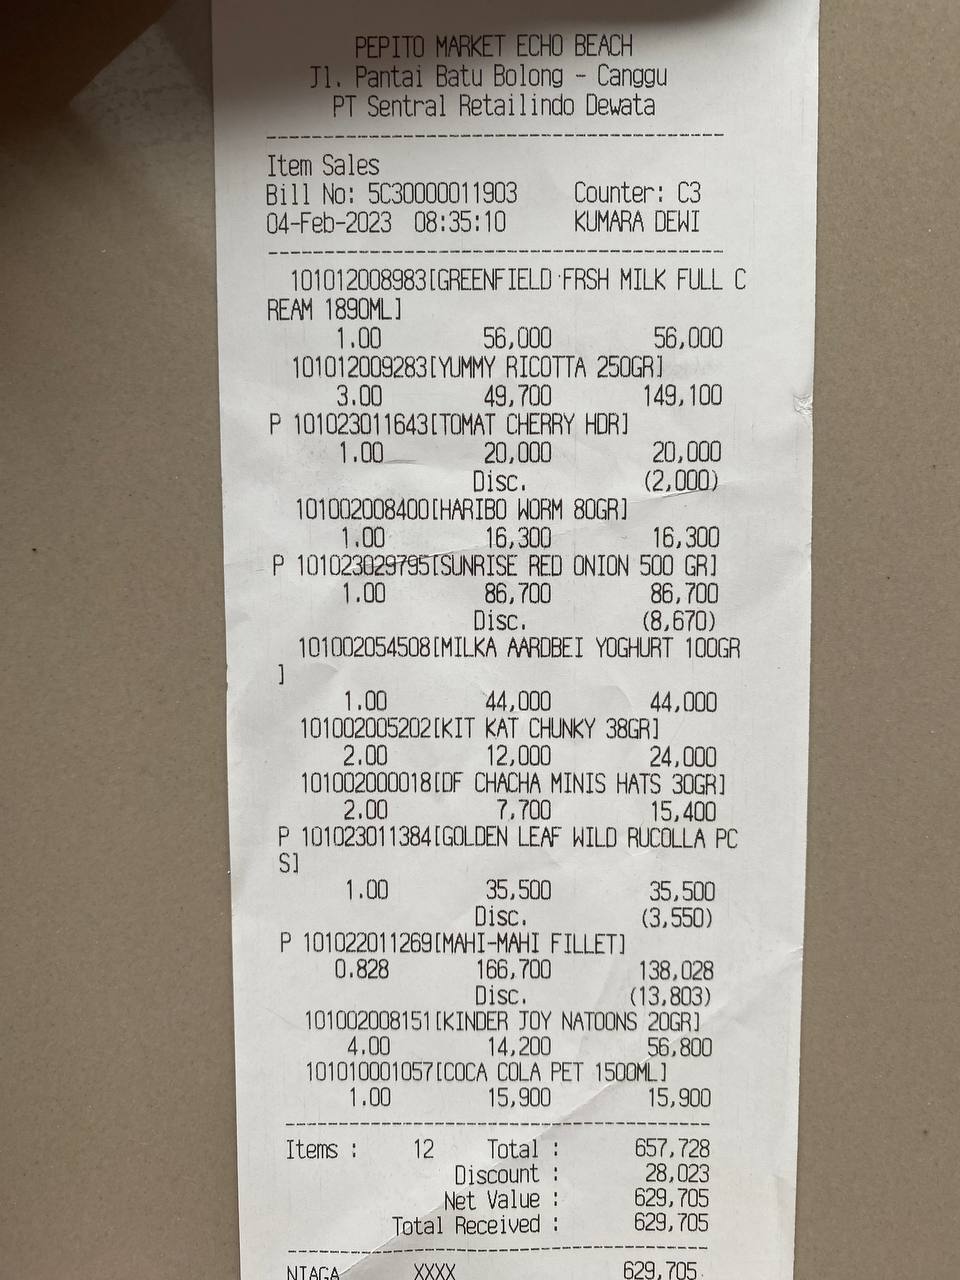 PEPITO MARKET ECHO BEACH
Jl. Pantai Batu Bolong - Canggu
PT Sentral Retailindo Dewata
Item Sales
Bill No: 5C30000011903 Counter: C3
04-Feb-2023 08:35:10 KUMARA DEWI
101012008983[GREENFIELD FRSH MILK FULL C
REAM 1890ML]
1.00 56,000 56,000
101012009283[YUMMY RICOTTA 250GR]
3.00 49,700 149,100
P 101023011643[TOMAT CHERRY HDR]
1.00 20,000 20,000
Disc. (2,000)
101002008400[HARIBO WORM 80GR]
1.00 16,300 16,300
P 101023029795[SUNRISE RED ONION 500 GR]
1.00 86,700 86,700
Disc. (8,670)
101002054508[MILKA AARDBEI YOGHURT 100GR
]
1.00 44,000 44,000
101002005202[KIT KAT CHUNKY 38GR]
2.00 12,000 24,000
101002000018[DF CHACHA MINIS HATS 30GR]
2.00 7,700 15,400
P 101023011384[GOLDEN LEAF WILD RUCOLLA PC
S]
1.00 35,500 35,500
Disc. (3,550)
P 101022011269[MAHI-MAHI FILLET]
0.828 166,700 138,028
Disc. (13,803)
101002008151[KINDER JOY NATOONS 20GR]
4.00 14,200 56,800
101010001057[COCA COLA PET 1500ML]
1.00 15,900 15,900
Items : 12 Total : 657,728
Discount : 28,023
Net Value : 629,705
Total Received : 629,705
NIAGA XXXX 629,705